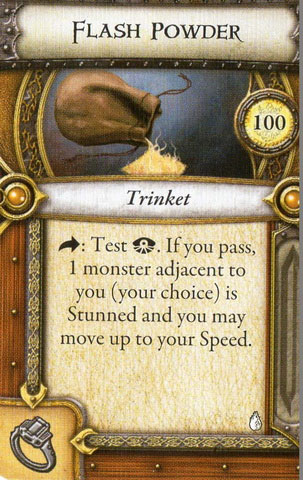 Flash Powder
100
Trinket
: Test . If you pass,
1 monster adjacent to
you (your choice) is
Stunned and you may
move up to your Speed.